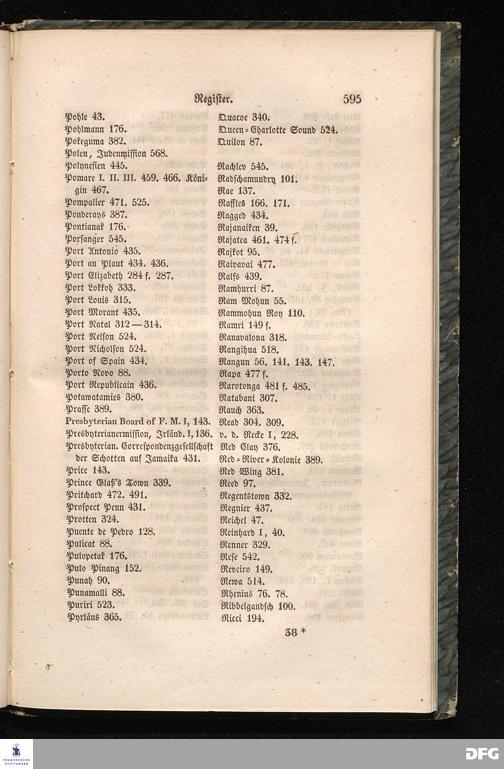 Register.
595
Pohle 43.
Pohlmann 176.
Pokeguma 382.
Polen, Judenmission 568.
Polynesien 445.
Pomare I. II. III. 459. 466. Köni-
gin 467.
Pompalier 471. 525.
Ponderays 387.
Pontianak 176.
Porsanger 545.
Port Antonio 435.
Port au Plaut 434. 436.
Port Elizabeth 284 f. 287.
Port Lokkoh 333.
Port Louis 315.
Port Morant 435.
Port Natal 312—314.
Port Nelson 524.
Port Nicholson 524.
Port of Spain 434.
Porto Novo 88.
Port Republicain 436.
Potawatamies 380.
Prasse 389.
Presbyterian Board of F. M. I, 143.
Presbyterianermission, Irländ. I, 136.
Presbyterian. Correspondenzgesellschaft
der Schotten auf Jamaika 431.
Price 143.
Prince Glaß's Town 339.
Pritchard 472. 491.
Prospect Penn 431.
Protten 324.
Puente de Pedro 128.
Pulicat 88.
Pulopetak 176.
Pulo Pinang 152.
Punah 90.
Punamalli 88.
Puriri 523.
Pyrläus 365.
Quacoe 340.
Queen-Charlotte Sound 524.
Quilon 87.
Rachlev 545.
Radschamundry 101.
Rae 137.
Raffles 166. 171.
Ragged 434.
Rajanaiken 39.
Rajatea 461. 474 f.
Rajkot 95.
Raivavai 477.
Ralfs 439.
Ramhurri 87.
Ram Mohun 55.
Rammohun Roy 110.
Ramri 149 f.
Ranavalona 318.
Rangihua 518.
Rangun 56. 141. 143. 147.
Rapa 477 f.
Rarotonga 481 f. 485.
Ratabani 307.
Rauch 363.
Read 304. 309.
v. d. Recke I, 228.
Red Clay 376.
Red-River-Kolonie 389.
Red Wing 381.
Reed 97.
Regentstown 332.
Regnier 437.
Reichel 47.
Reinhard I, 40.
Renner 329.
Rese 542.
Reveiro 149.
Rewa 514.
Rhenius 76. 78.
Ribbelgandsch 100.
Ricci 194.
38 *
FRANCKESCHE
STIFTUNGEN
DFG